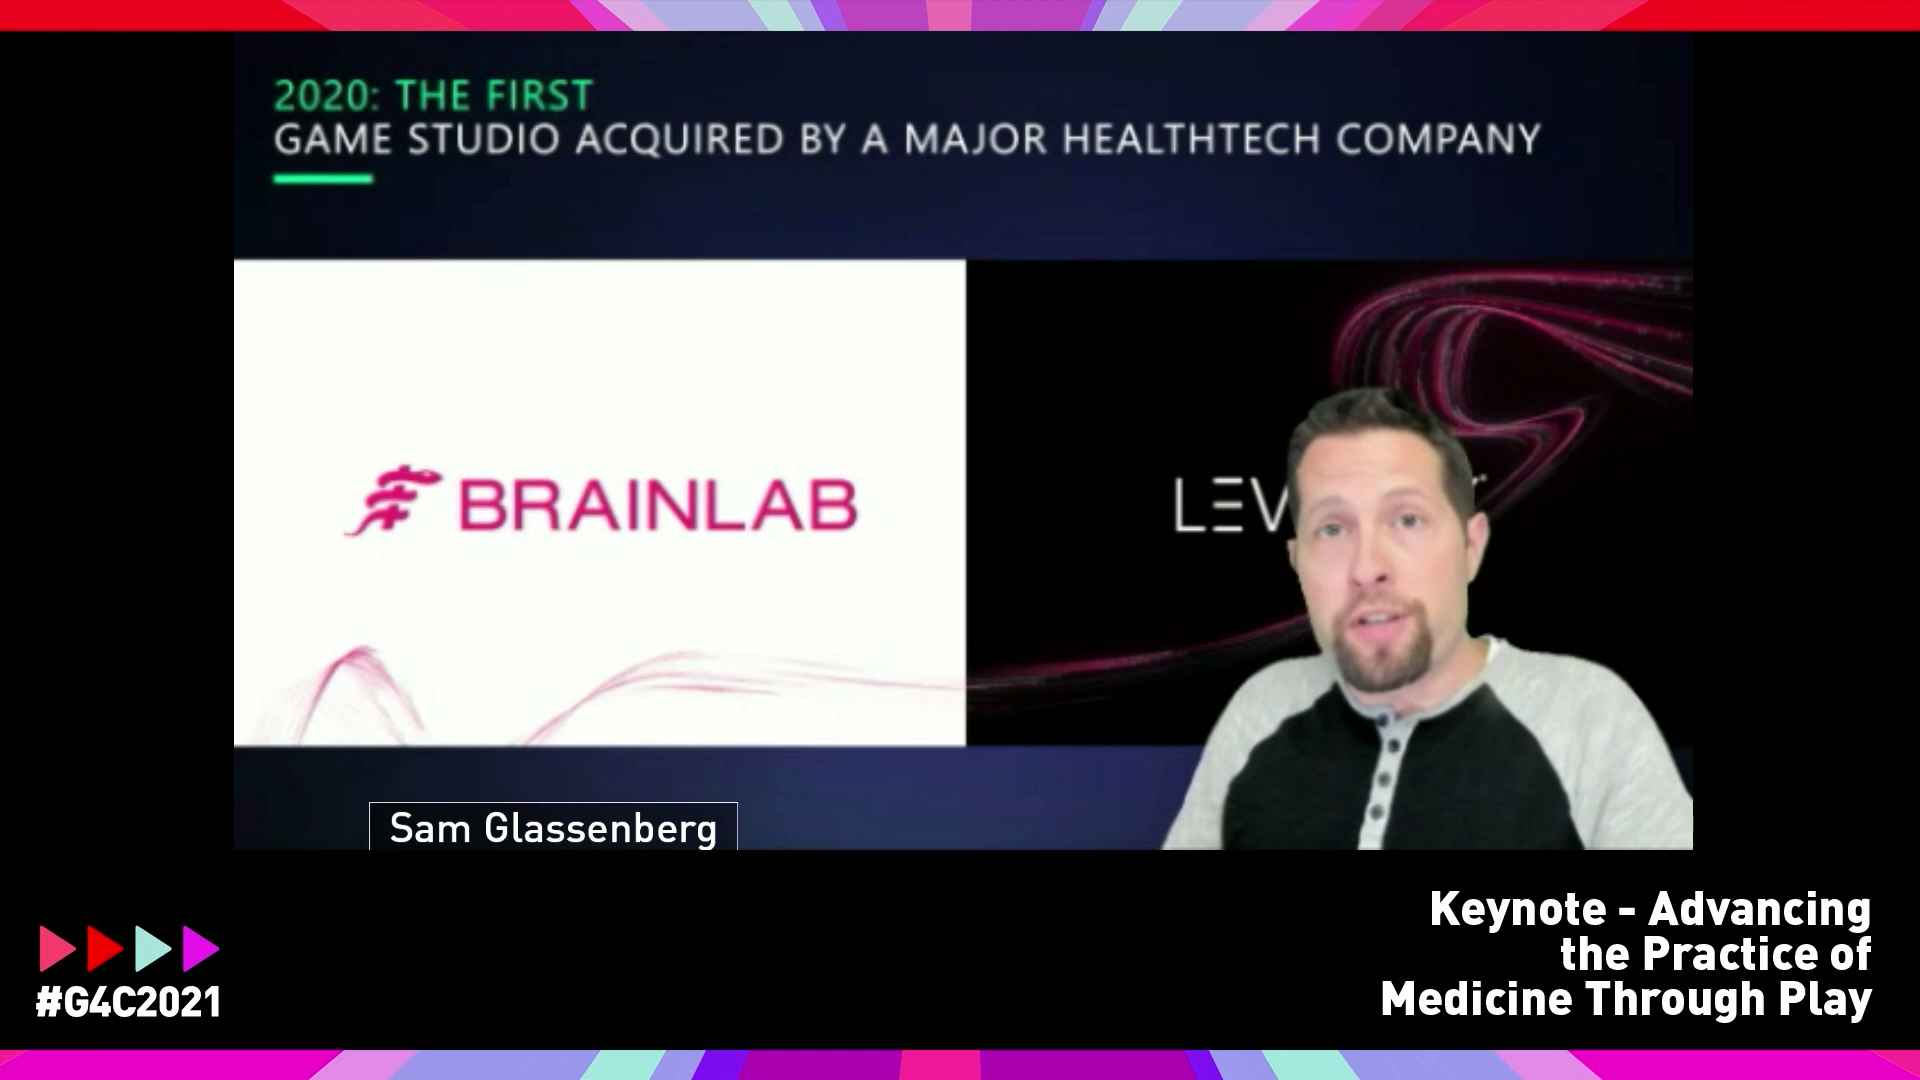 2020: THE FIRST
GAME STUDIO ACQUIRED BY A MAJOR HEALTHTECH COMPANY
BRAINLAB
Sam Glassenberg
#G4C2021
Keynote - Advancing
the Practice of
Medicine Through Play